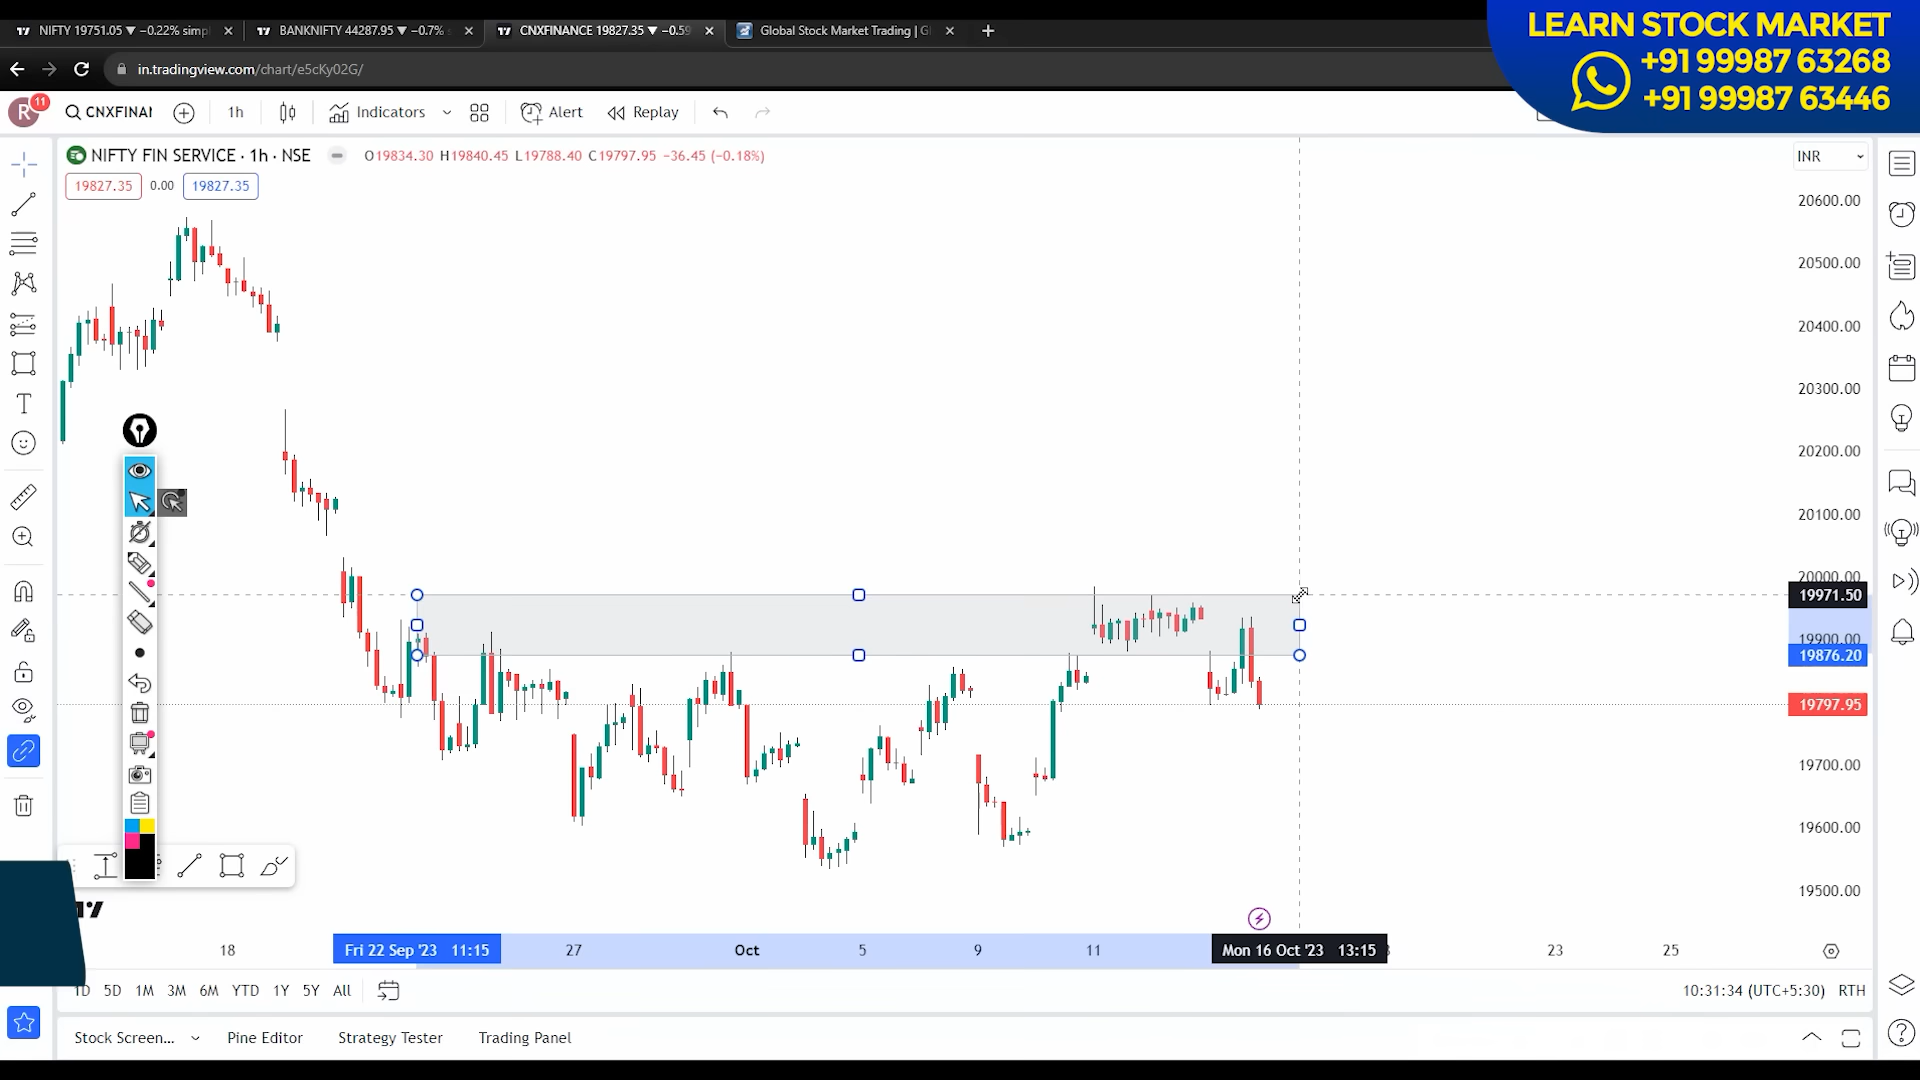 NIFTY 19751.05 ▼ −0.22% simpl
BANKNIFTY 44287.95 ▼ −0.7%
CNXFINANCE 19827.35 ▼ −0.59
Global Stock Market Trading | Gl
LEARN STOCK MARKET
+91 99987 63268
+91 99987 63446
in.tradingview.com/chart/e5cKy02G/
R
11
CNXFINAN
1h
Indicators
Alert
Replay
NIFTY FIN SERVICE · 1h · NSE
O19834.30 H19840.45 L19788.40 C19797.95 −36.45 (−0.18%)
INR
19827.35 0.00 19827.35
20600.00
20500.00
20400.00
20300.00
20200.00
20100.00
20000.00
19971.50
19900.00
19876.20
19797.95
19700.00
19600.00
19500.00
18
Fri 22 Sep '23 11:15
27
Oct
5
9
11
Mon 16 Oct '23 13:15
23
25
1D 5D 1M 3M 6M YTD 1Y 5Y All
10:31:34 (UTC+5:30) RTH
Stock Screen... Pine Editor Strategy Tester Trading Panel